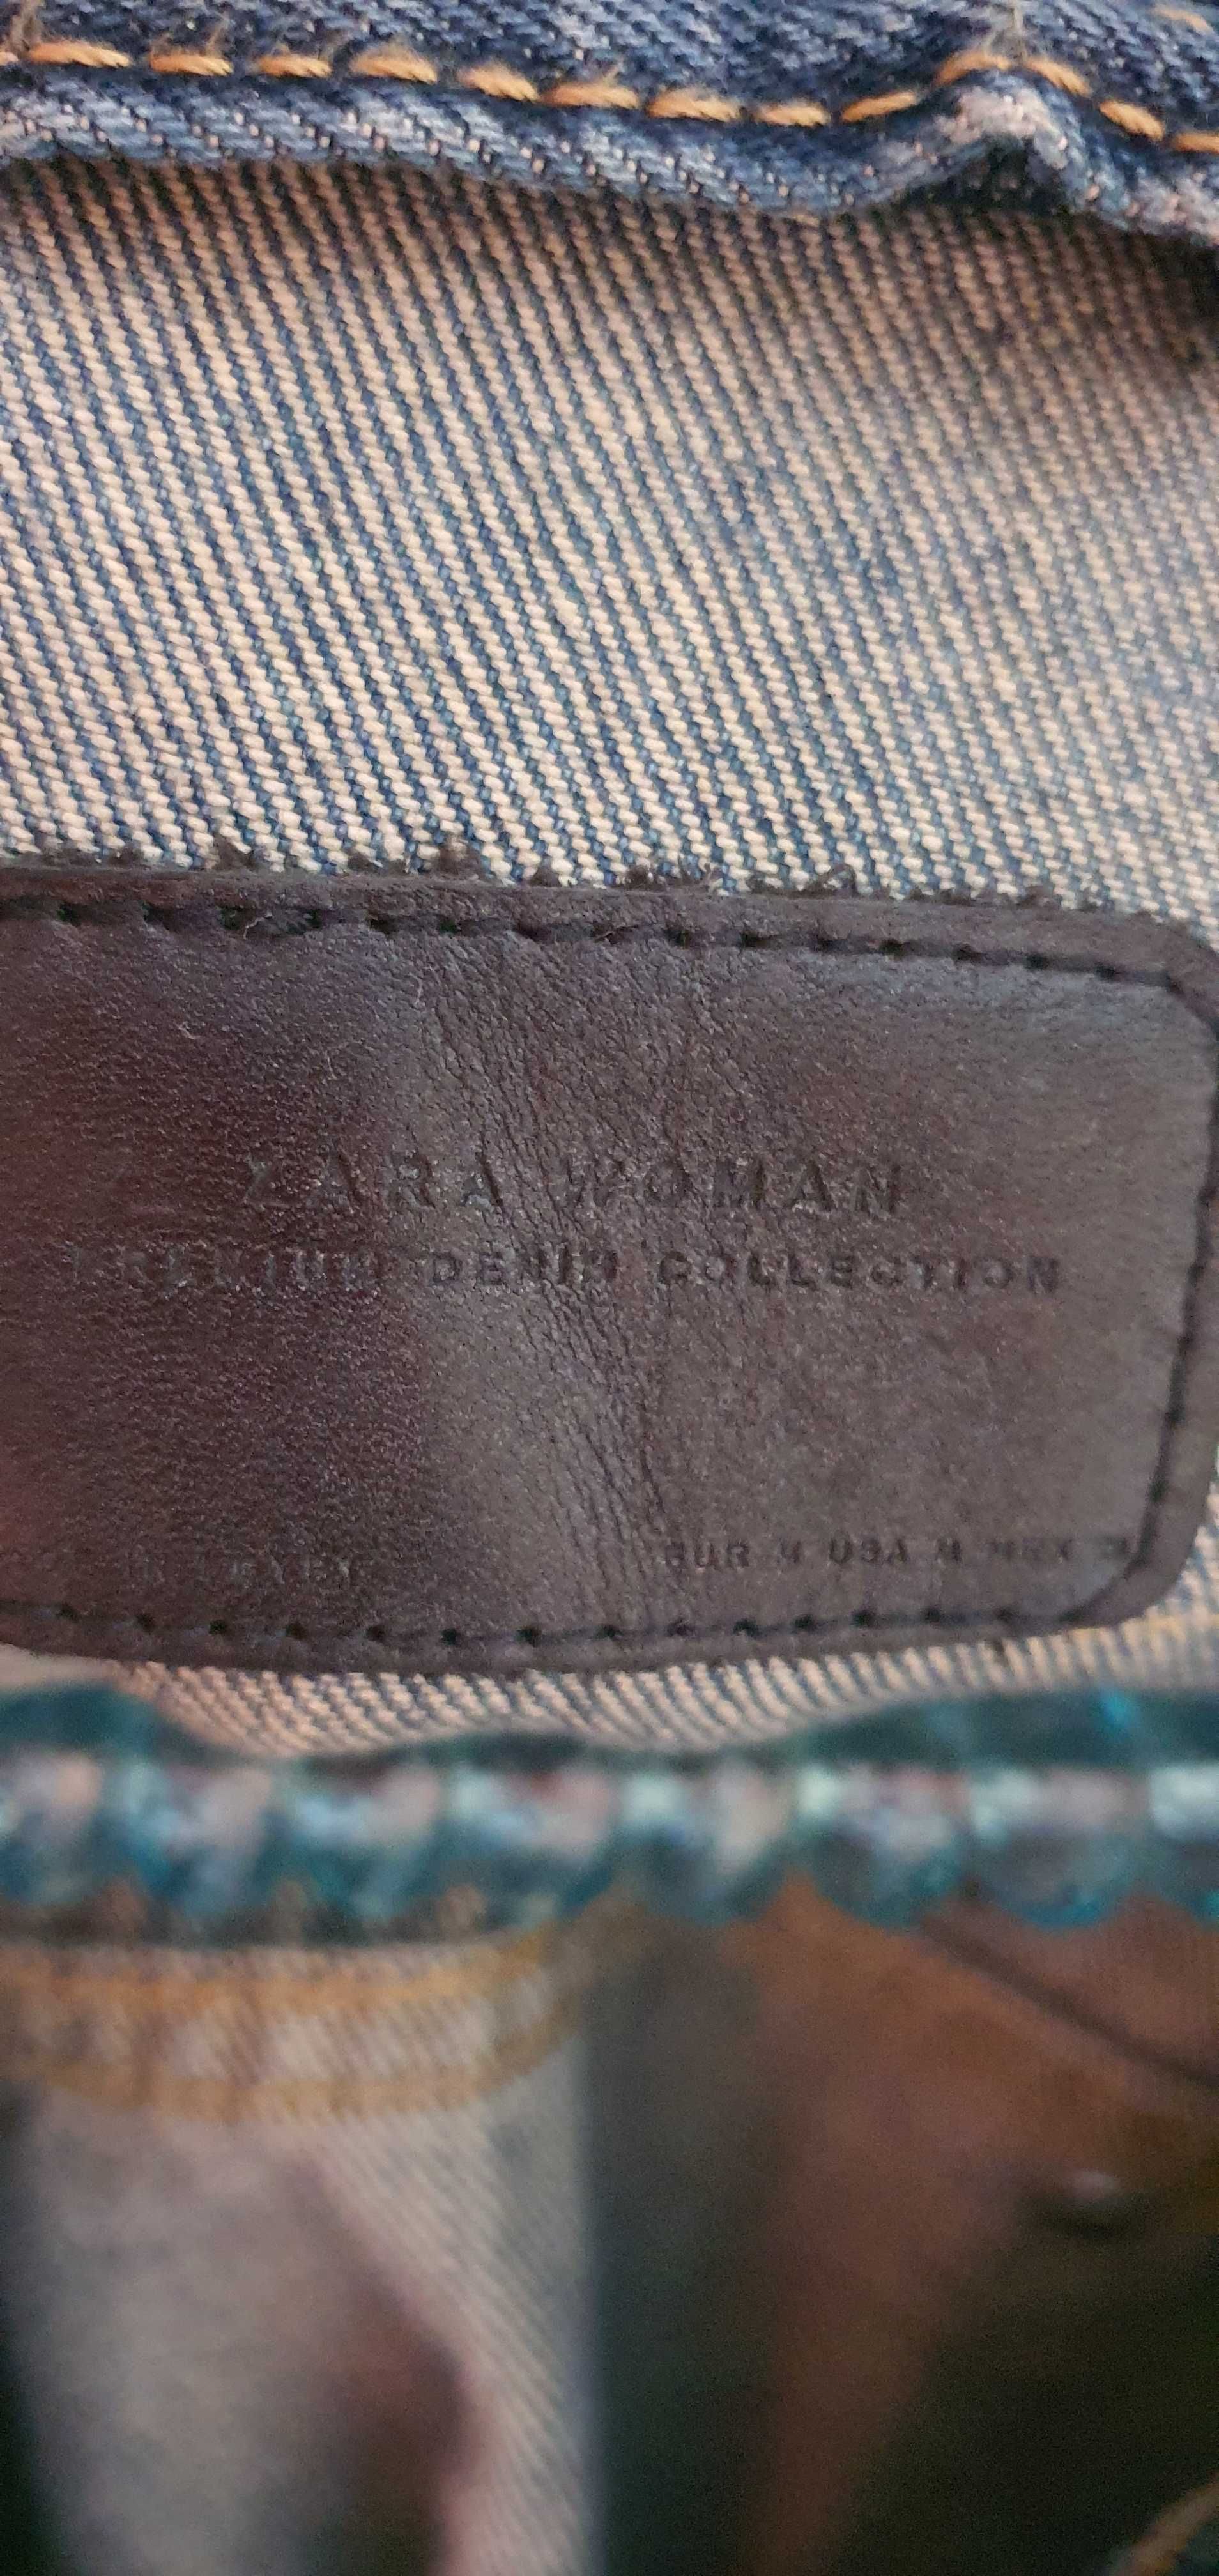 ZARA WOMAN
PREMIUM DENIM COLLECTION
EUR M USA M MEX